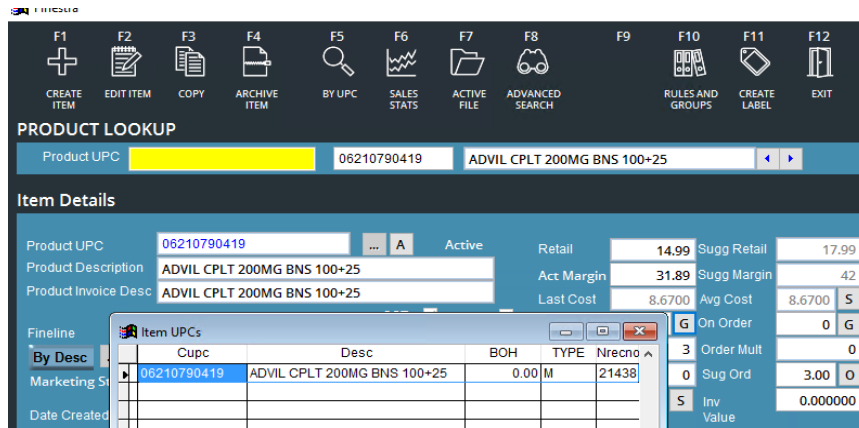 Finestra
F1 F2 F3 F4 F5 F6 F7 F8 F9 F10 F11 F12
CREATE ITEM EDIT ITEM COPY ARCHIVE ITEM BY UPC SALES STATS ACTIVE FILE ADVANCED SEARCH RULES AND GROUPS CREATE LABEL EXIT
PRODUCT LOOKUP
Product UPC 06210790419 ADVIL CPLT 200MG BNS 100+25
Item Details
Product UPC 06210790419 ... A Active Retail 14.99 Sugg Retail 17.99
Product Description ADVIL CPLT 200MG BNS 100+25 Act Margin 31.89 Sugg Margin 42
Product Invoice Desc ADVIL CPLT 200MG BNS 100+25 Last Cost 8.6700 Avg Cost 8.6700 S
Fineline Item UPCs G On Order 0 G
By Desc Cupc Desc BOH TYPE Nrecno 3 Order Mult 0
Marketing St 06210790419 ADVIL CPLT 200MG BNS 100+25 0.00 M 21438 0 Sug Ord 3.00 O
Date Created S Inv Value 0.000000